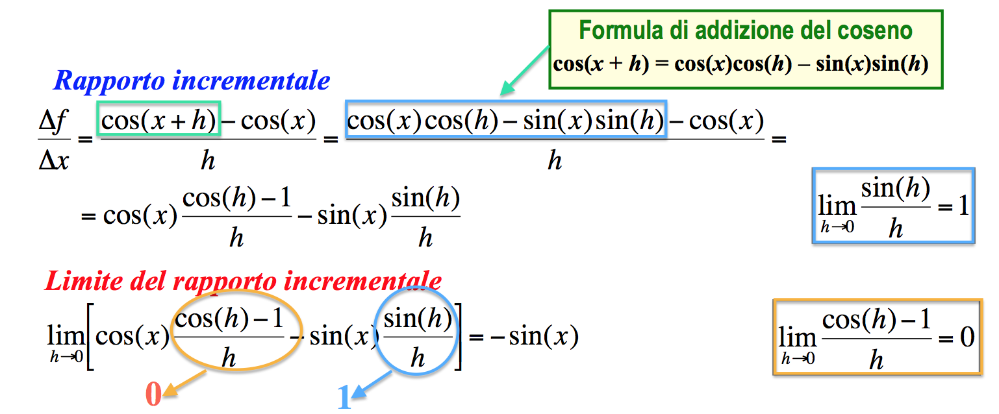 Formula di addizione del coseno
cos(x + h) = cos(x)cos(h) – sin(x)sin(h)
Rapporto incrementale
Δf/Δx = (cos(x + h) – cos(x))/h = (cos(x)cos(h) – sin(x)sin(h) – cos(x))/h =
= cos(x) (cos(h) – 1)/h – sin(x) sin(h)/h
lim h→0 sin(h)/h = 1
Limite del rapporto incrementale
lim h→0 [cos(x) (cos(h) – 1)/h – sin(x) sin(h)/h] = – sin(x)
lim h→0 (cos(h) – 1)/h = 0
0 1